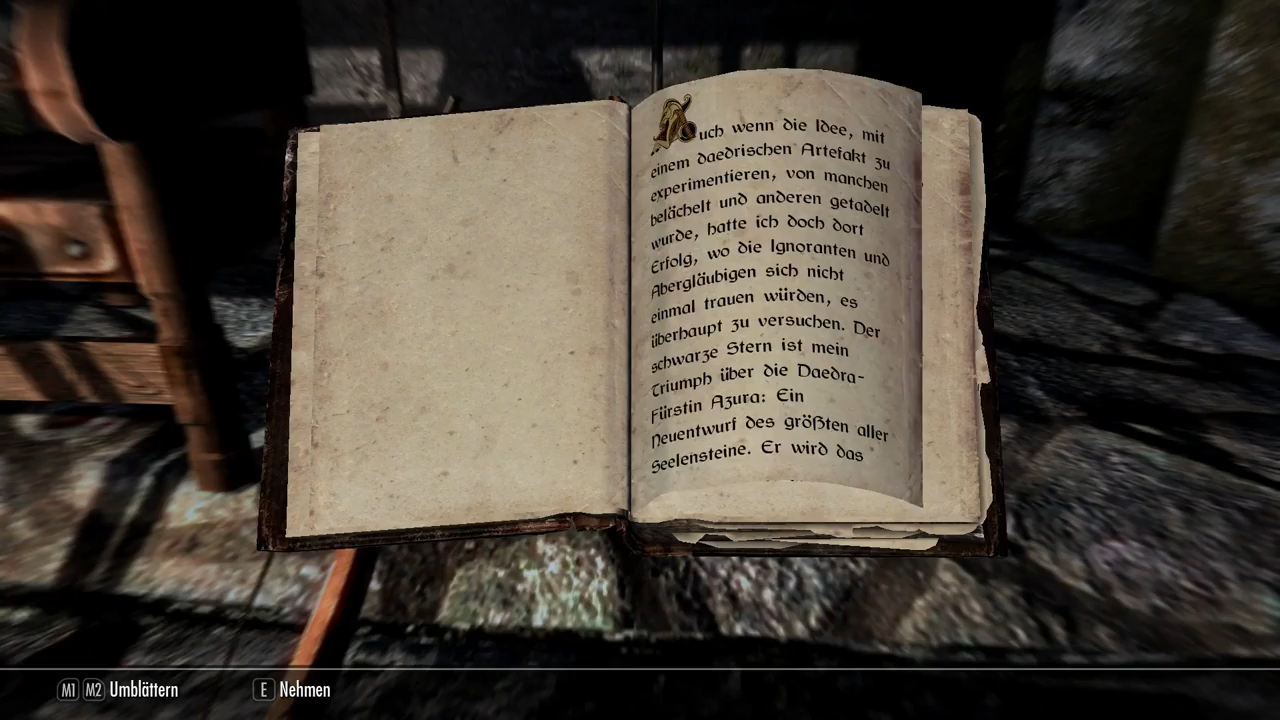 Auch wenn die Idee, mit
einem daedrischen Artefakt zu
experimentieren, von manchen
belächelt und anderen getadelt
wurde, hatte ich doch dort
Erfolg, wo die Ignoranten und
Abergläubigen sich nicht
einmal trauen würden, es
überhaupt zu versuchen. Der
schwarze Stern ist mein
Triumph über die Daedra-
Fürstin Azura: Ein
Neuentwurf des größten aller
Seelensteine. Er wird das
M1 M2 Umblättern E Nehmen